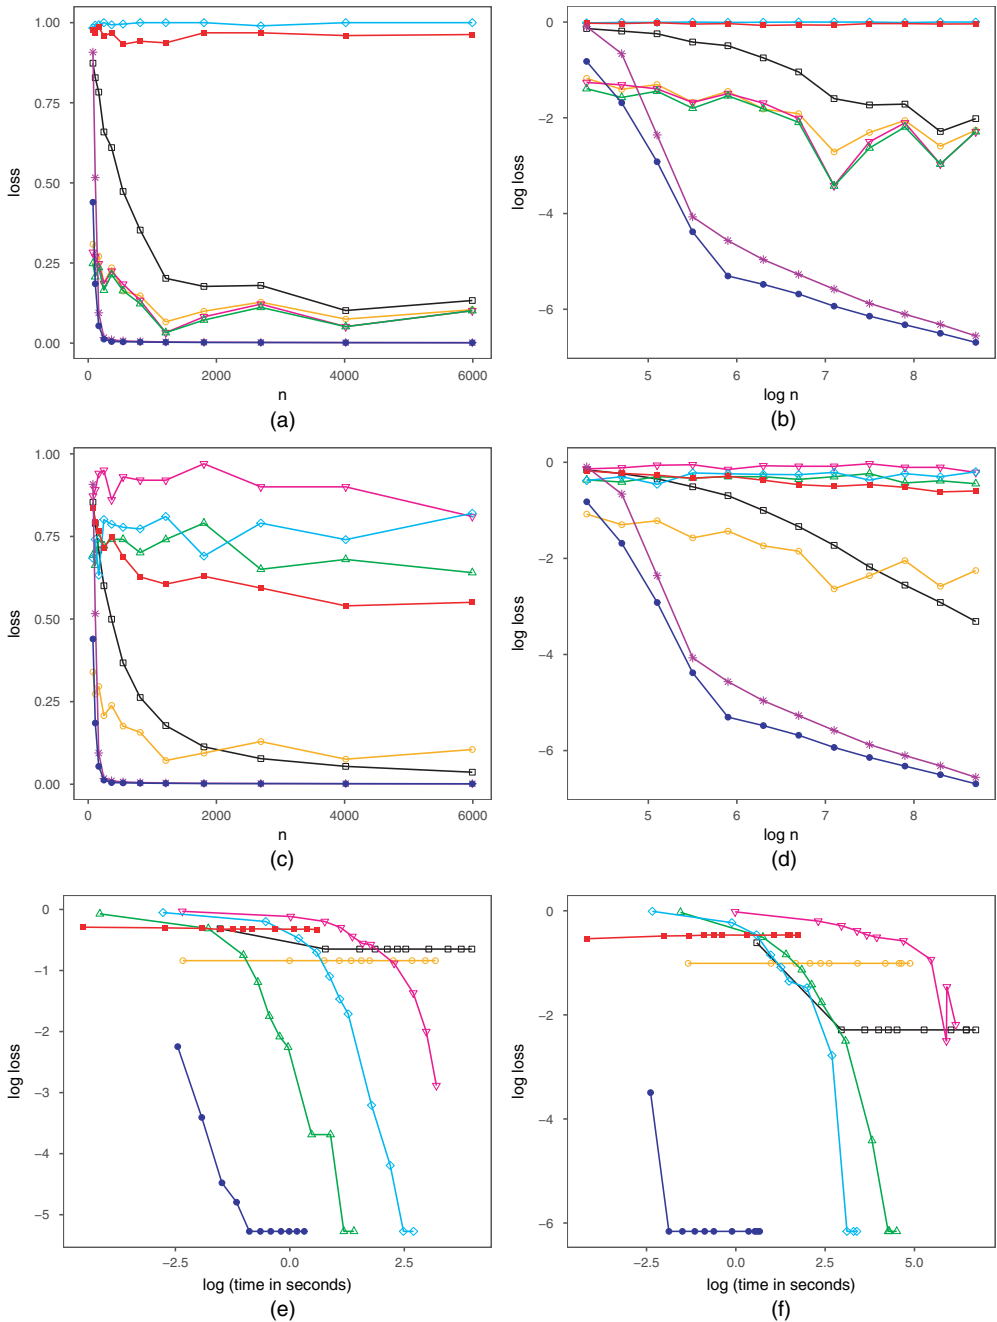 1.00
0.75
0.50
0.25
0.00
loss
0 2000 4000 6000
n
(a)
0
−2
−4
−6
log loss
5 6 7 8
log n
(b)
1.00
0.75
0.50
0.25
0.00
loss
0 2000 4000 6000
n
(c)
0
−2
−4
−6
log loss
5 6 7 8
log n
(d)
0
−1
−2
−3
−4
−5
log loss
−2.5 0.0 2.5
log (time in seconds)
(e)
0
−2
−4
−6
log loss
−2.5 0.0 2.5 5.0
log (time in seconds)
(f)